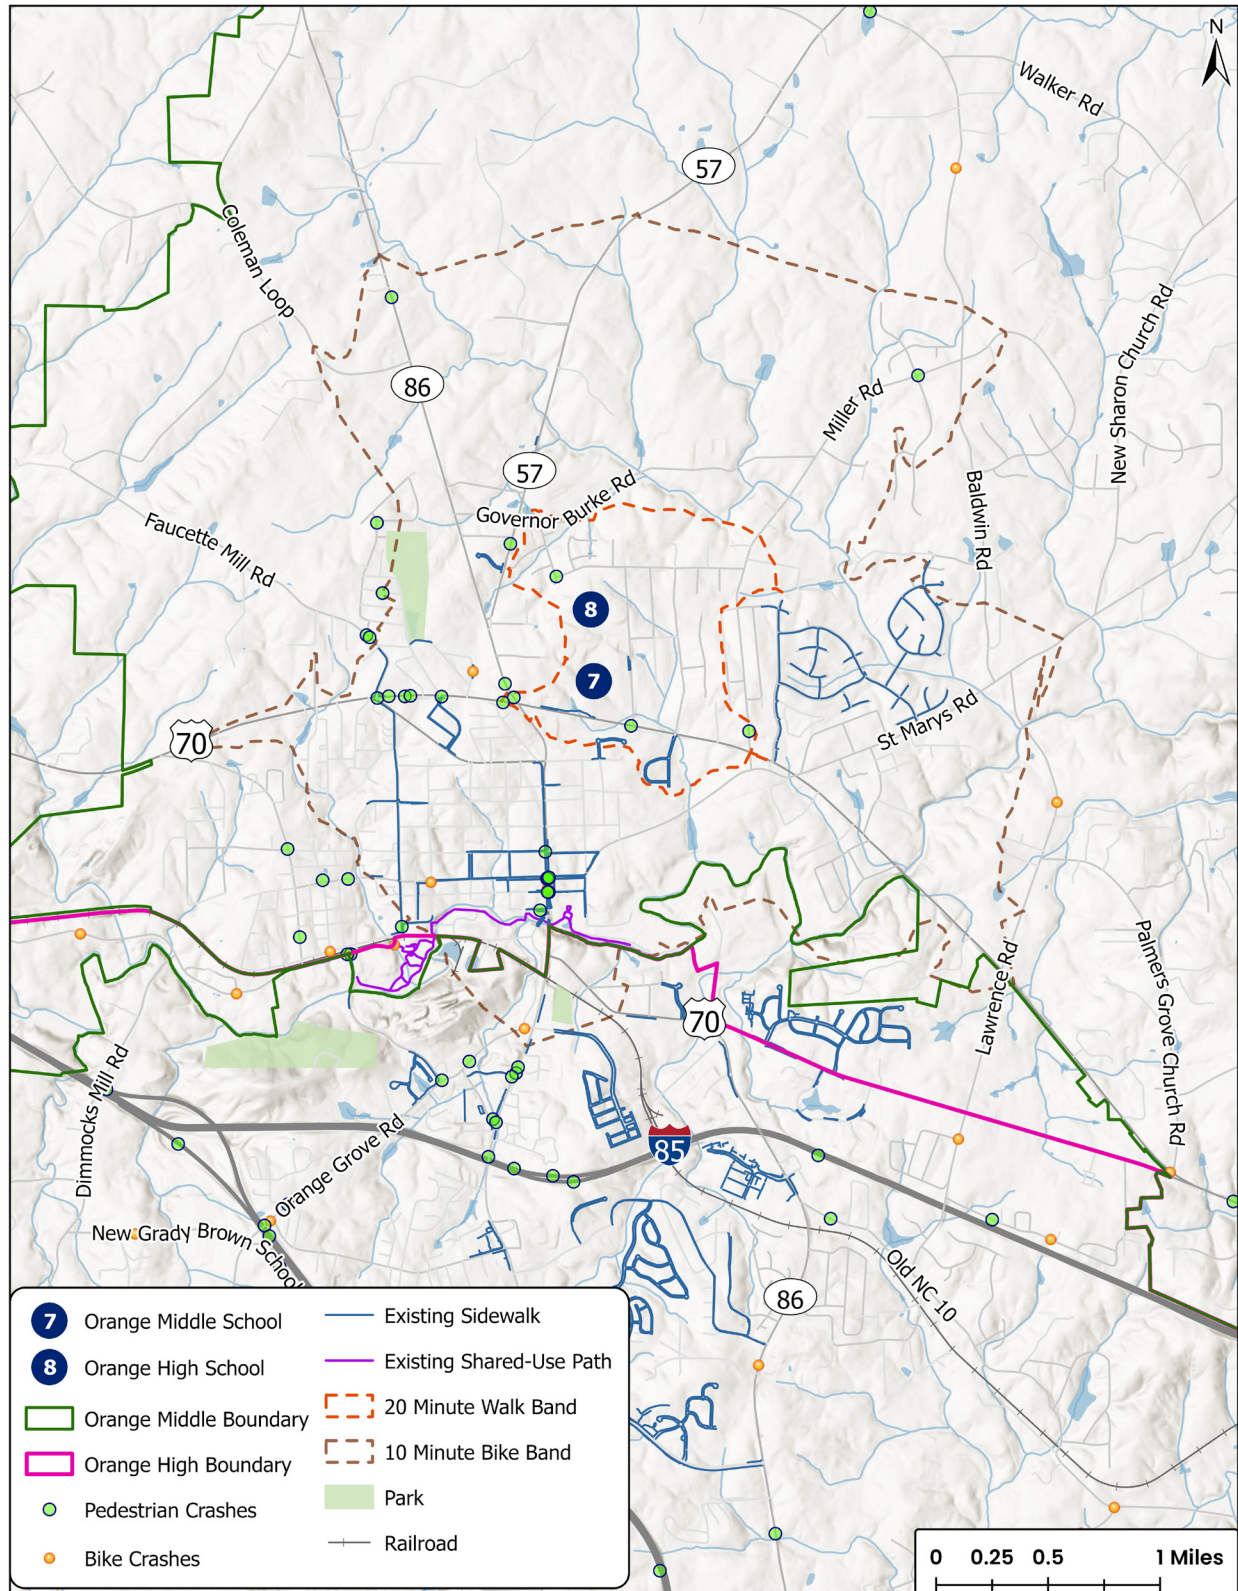 N
Walker Rd
57
Coleman Loop
New Sharon Church Rd
86
Miller Rd
57
Governor Burke Rd
Baldwin Rd
Faucette Mill Rd
8
7
St Marys Rd
70
Palmers Grove Church Rd
Lawrence Rd
70
Dimmocks Mill Rd
Orange Grove Rd
85
New Grady Brown School
Old NC 10
86
7 Orange Middle School
8 Orange High School
Orange Middle Boundary
Orange High Boundary
Pedestrian Crashes
Bike Crashes
Existing Sidewalk
Existing Shared-Use Path
20 Minute Walk Band
10 Minute Bike Band
Park
Railroad
0 0.25 0.5 1 Miles